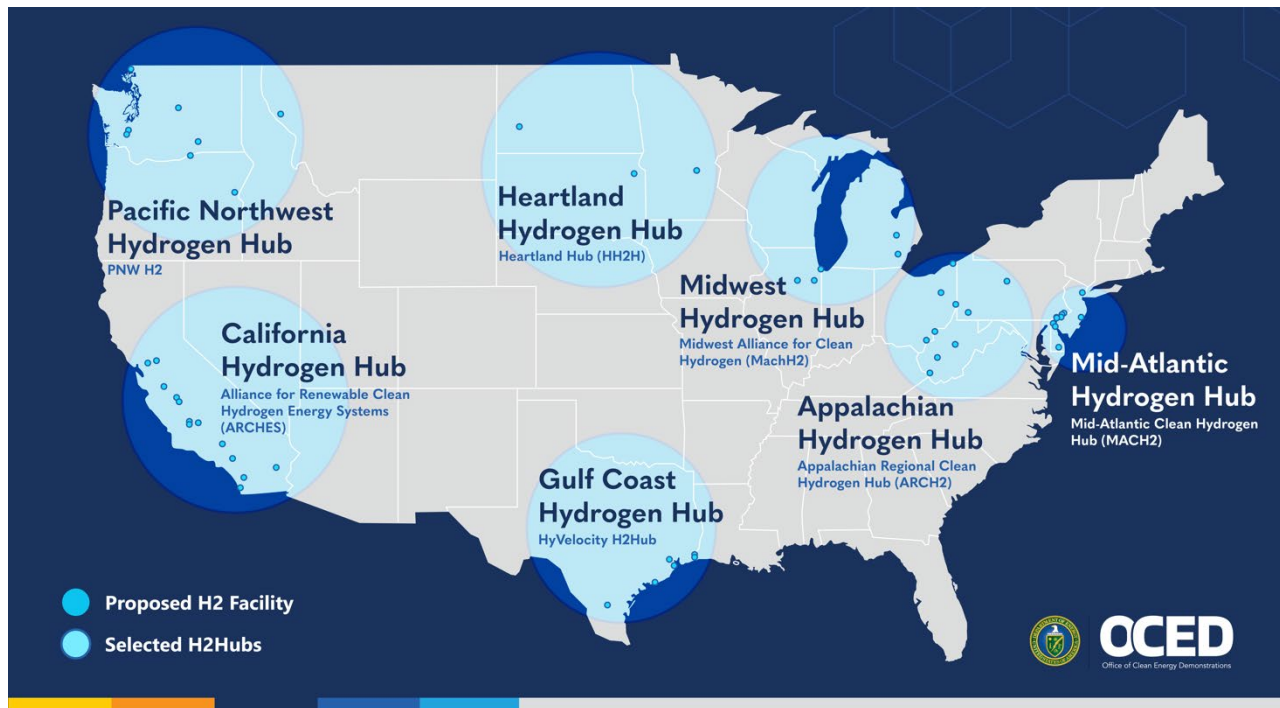 Pacific Northwest
Hydrogen Hub
PNW H2
Heartland
Hydrogen Hub
Heartland Hub (HH2H)
Midwest
Hydrogen Hub
Midwest Alliance for Clean
Hydrogen (MachH2)
California
Hydrogen Hub
Alliance for Renewable Clean
Hydrogen Energy Systems
(ARCHES)
Mid-Atlantic
Hydrogen Hub
Mid-Atlantic Clean Hydrogen
Hub (MACH2)
Appalachian
Hydrogen Hub
Appalachian Regional Clean
Hydrogen Hub (ARCH2)
Gulf Coast
Hydrogen Hub
HyVelocity H2Hub
Proposed H2 Facility
Selected H2Hubs
OCED
Office of Clean Energy Demonstrations